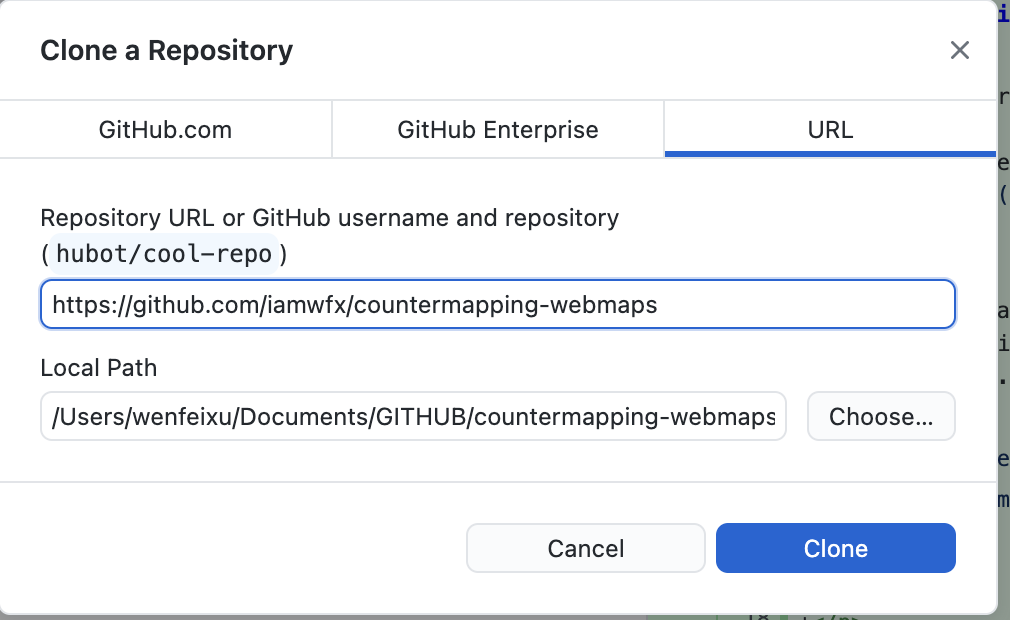 Clone a Repository
GitHub.com
GitHub Enterprise
URL
Repository URL or GitHub username and repository
(hubot/cool-repo)
https://github.com/iamwfx/countermapping-webmaps
Local Path
/Users/wenfeixu/Documents/GITHUB/countermapping-webmaps
Choose...
Cancel
Clone